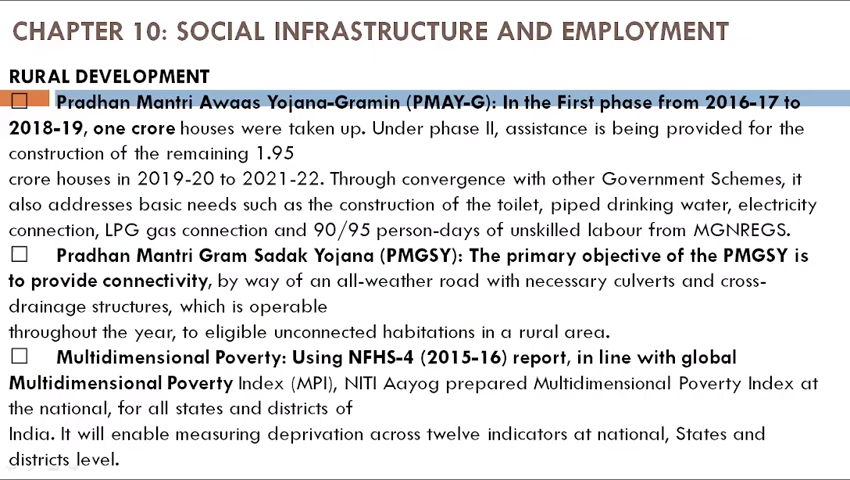 CHAPTER 10: SOCIAL INFRASTRUCTURE AND EMPLOYMENT
RURAL DEVELOPMENT
☐ Pradhan Mantri Awaas Yojana-Gramin (PMAY-G): In the First phase from 2016-17 to
2018-19, one crore houses were taken up. Under phase II, assistance is being provided for the
construction of the remaining 1.95
crore houses in 2019-20 to 2021-22. Through convergence with other Government Schemes, it
also addresses basic needs such as the construction of the toilet, piped drinking water, electricity
connection, LPG gas connection and 90/95 person-days of unskilled labour from MGNREGS.
☐ Pradhan Mantri Gram Sadak Yojana (PMGSY): The primary objective of the PMGSY is
to provide connectivity, by way of an all-weather road with necessary culverts and cross-
drainage structures, which is operable
throughout the year, to eligible unconnected habitations in a rural area.
☐ Multidimensional Poverty: Using NFHS-4 (2015-16) report, in line with global
Multidimensional Poverty Index (MPI), NITI Aayog prepared Multidimensional Poverty Index at
the national, for all states and districts of
India. It will enable measuring deprivation across twelve indicators at national, States and
districts level.